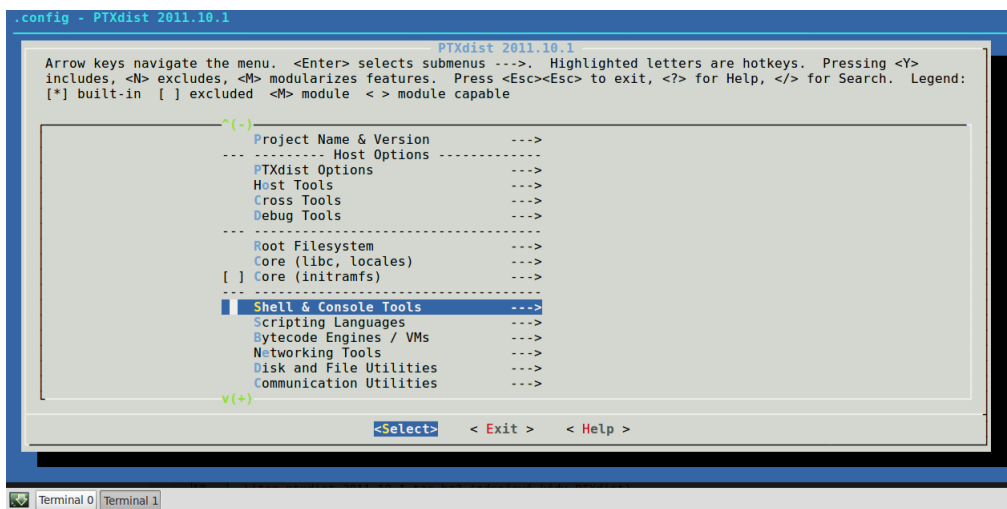 .config - PTXdist 2011.10.1
PTXdist 2011.10.1
Arrow keys navigate the menu.  <Enter> selects submenus --->.  Highlighted letters are hotkeys.  Pressing <Y>
includes, <N> excludes, <M> modularizes features.  Press <Esc><Esc> to exit, <?> for Help, </> for Search.  Legend:
[*] built-in  [ ] excluded  <M> module  < > module capable
^(-)
Project Name & Version          --->
--- --------- Host Options -------------
PTXdist Options                 --->
Host Tools                      --->
Cross Tools                     --->
Debug Tools                     --->
--- ------------------------------------
Root Filesystem                 --->
Core (libc, locales)            --->
[ ] Core (initramfs)                --->
--- ------------------------------------
Shell & Console Tools           --->
Scripting Languages             --->
Bytecode Engines / VMs          --->
Networking Tools                --->
Disk and File Utilities         --->
Communication Utilities         --->
v(+)
<Select>    < Exit >    < Help >
Terminal 0 Terminal 1